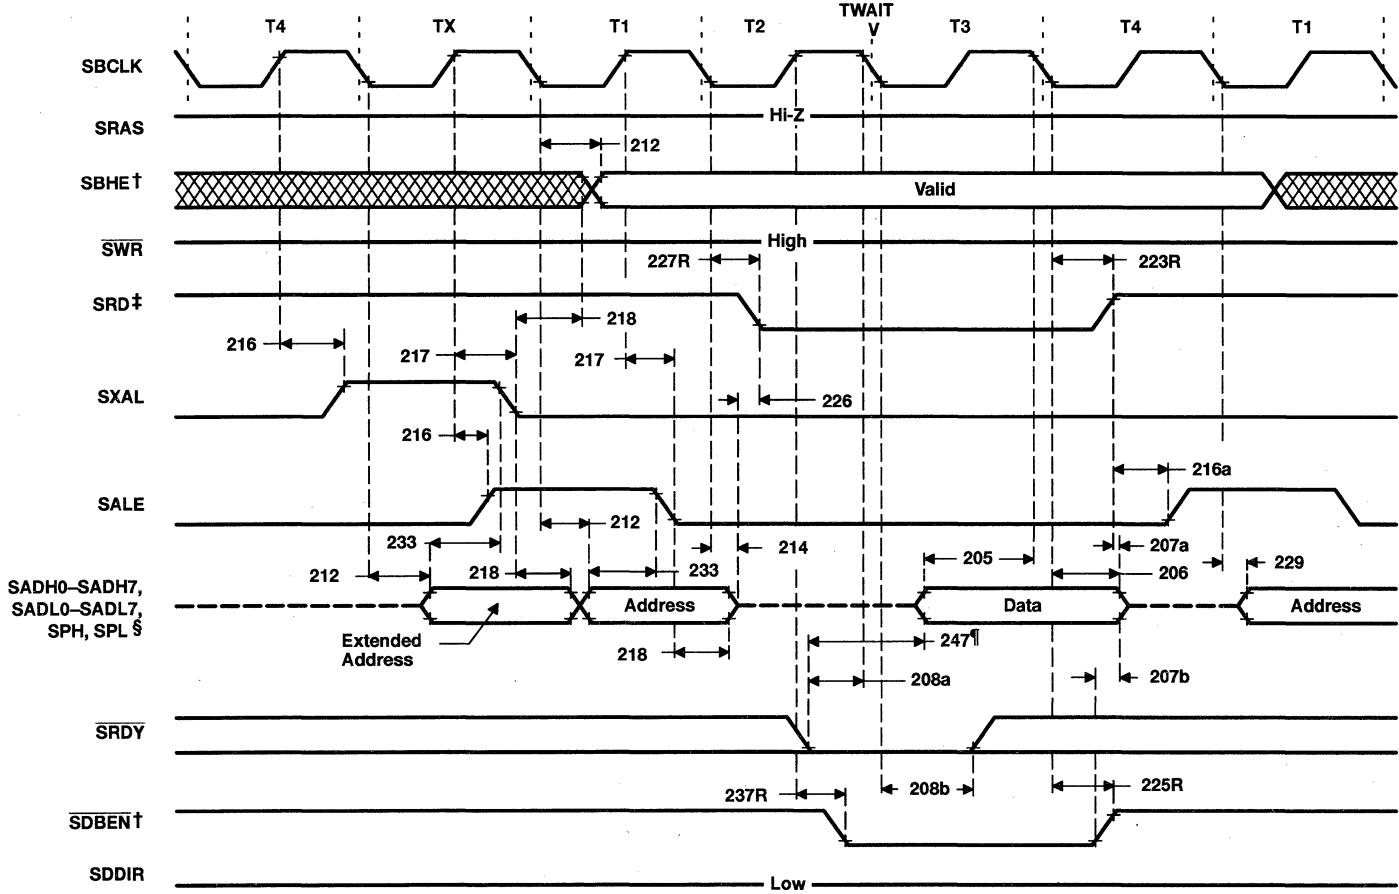 TWAIT
T4 TX T1 T2 V T3 T4 T1
SBCLK
Hi-Z
SRAS
212
SBHE†
Valid
SWR
High
227R 223R
SRD‡
218
216 217 217
SXAL
226
216
216a
SALE
212
233 214 205 207a
212 218 233 206 229
SADH0–SADH7,
SADL0–SADL7,
SPH, SPL §
Address Data Address
Extended
Address
247¶
218
208a 207b
SRDY
237R 208b 225R
SDBEN†
SDDIR
Low